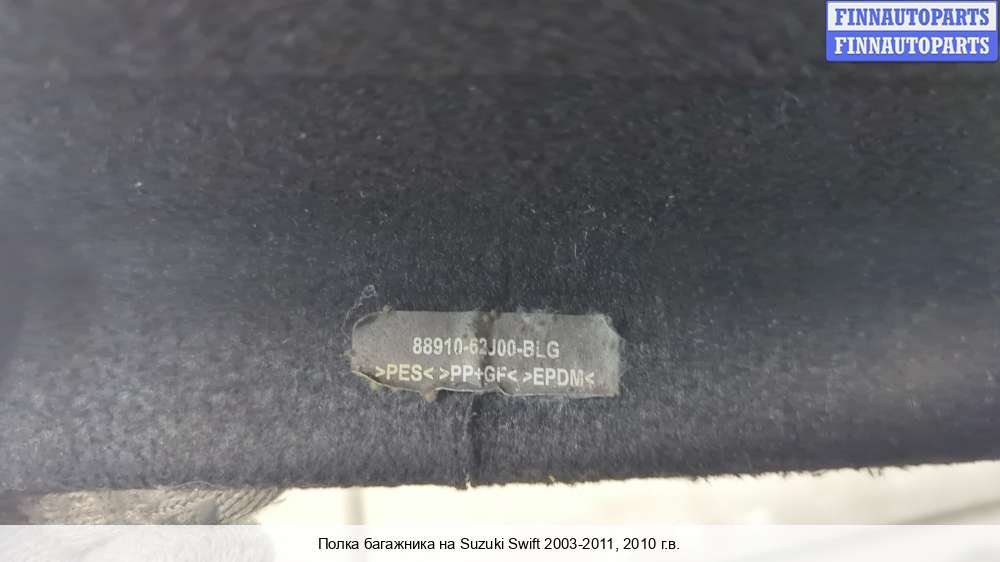 FINNAUTOPARTS
FINNAUTOPARTS
88910-62J00-BLG
>PES< >PP+GF< >EPDM<
Полка багажника на Suzuki Swift 2003-2011, 2010 г.в.